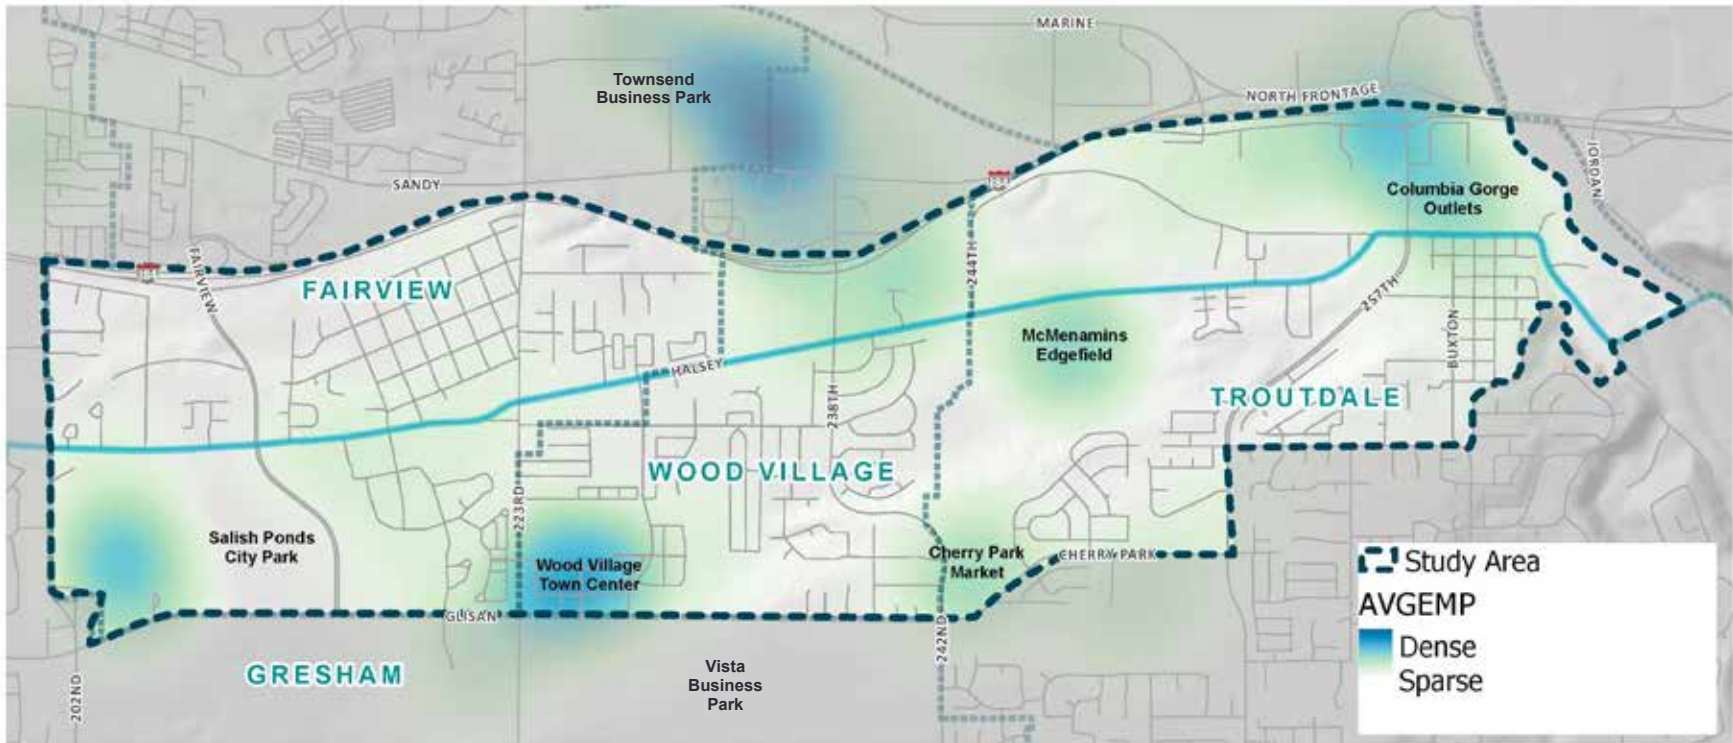 MARINE
Townsend
Business Park
NORTH FRONTAGE
84
JORDAN
SANDY
Columbia Gorge
Outlets
FAIRVIEW
FAIRVIEW
244TH
257TH
McMenamins
Edgefield
BUXTON
HALSEY
238TH
TROUTDALE
WOOD VILLAGE
223RD
Salish Ponds
City Park
Wood Village
Town Center
Cherry Park
Market
CHERRY PARK
GLISAN
GRESHAM
202ND
Vista
Business
Park
242ND
Study Area
AVGEMP
Dense
Sparse